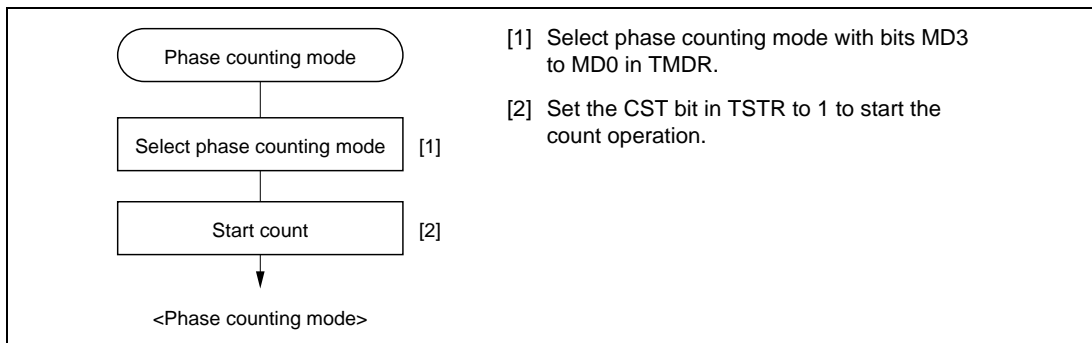 Phase counting mode
Select phase counting mode [1]
Start count [2]
<Phase counting mode>
[1] Select phase counting mode with bits MD3
to MD0 in TMDR.
[2] Set the CST bit in TSTR to 1 to start the
count operation.